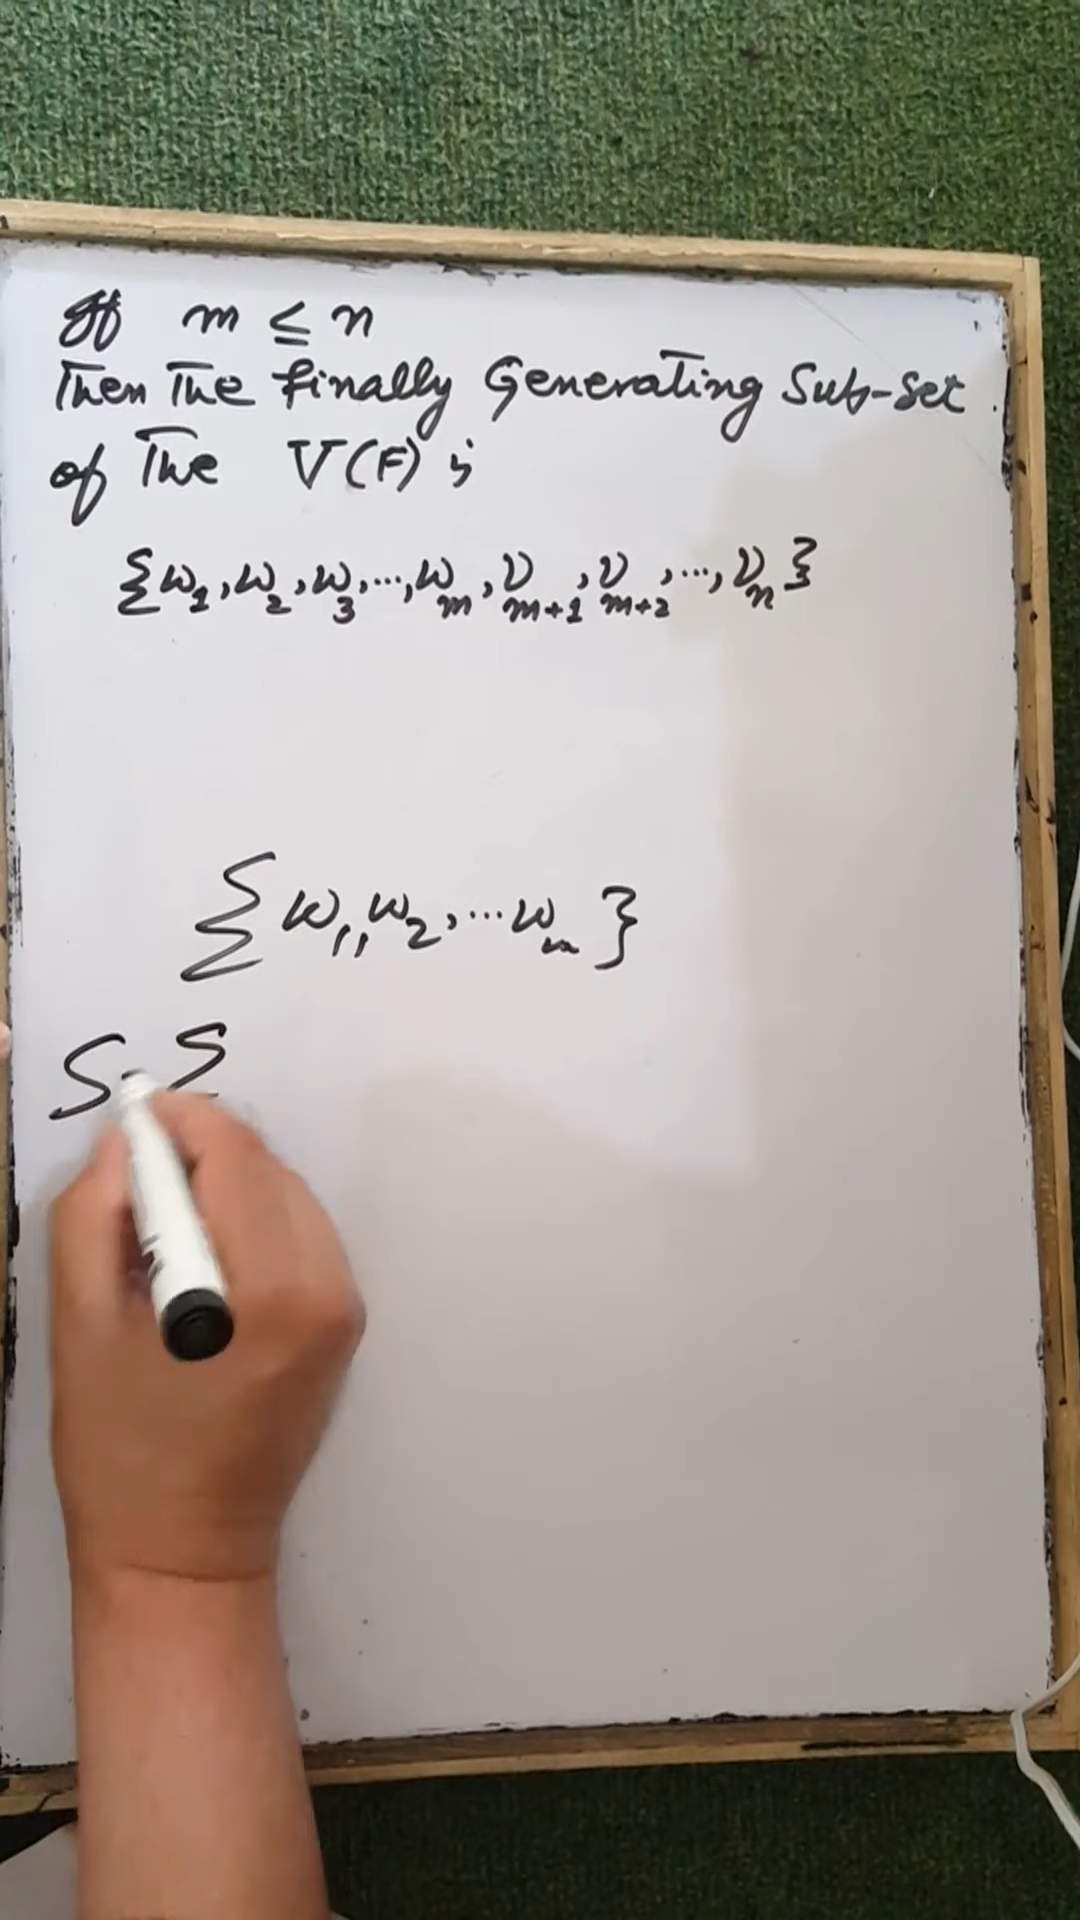 If m ≤ n
Then The finally Generating Sub-set
of The V(F) is
{w₁, w₂, w₃, ..., wₘ, vₘ₊₁, vₘ₊₂, ..., vₙ}
{w₁, w₂, ... wₘ}
S